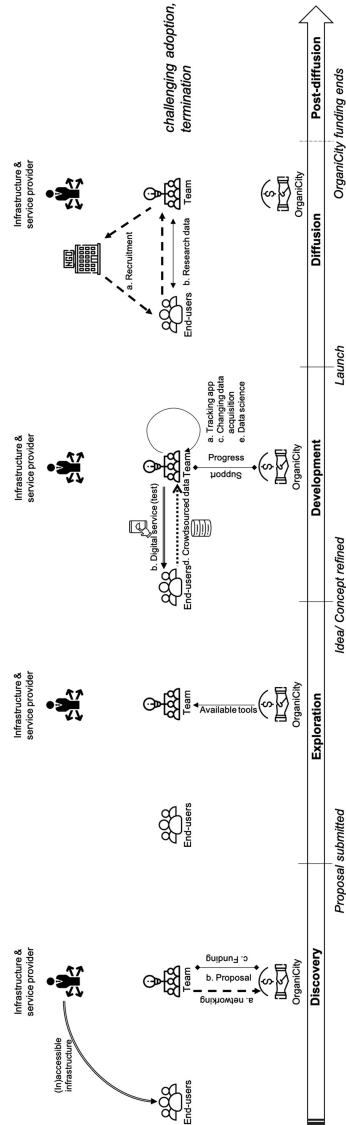 Infrastructure &
service provider
(In)accessible
infrastructure
End-users
Team
a. networking
b. Proposal
c. Funding
OrganiCity
Discovery
Proposal submitted
Infrastructure &
service provider
End-users
Team
Available tools
OrganiCity
Exploration
Idea/ Concept refined
Infrastructure &
service provider
b. Digital service (test)
End-users
d. Crowdsourced data
Team
a. Tracking app
c. Changing data
acquisition
e. Data science
Support
Progress
OrganiCity
Development
Launch
Infrastructure &
service provider
NGO
a. Recruitment
End-users
Team
b. Research data
OrganiCity
Diffusion
OrganiCity funding ends
challenging adoption,
termination
Post-diffusion